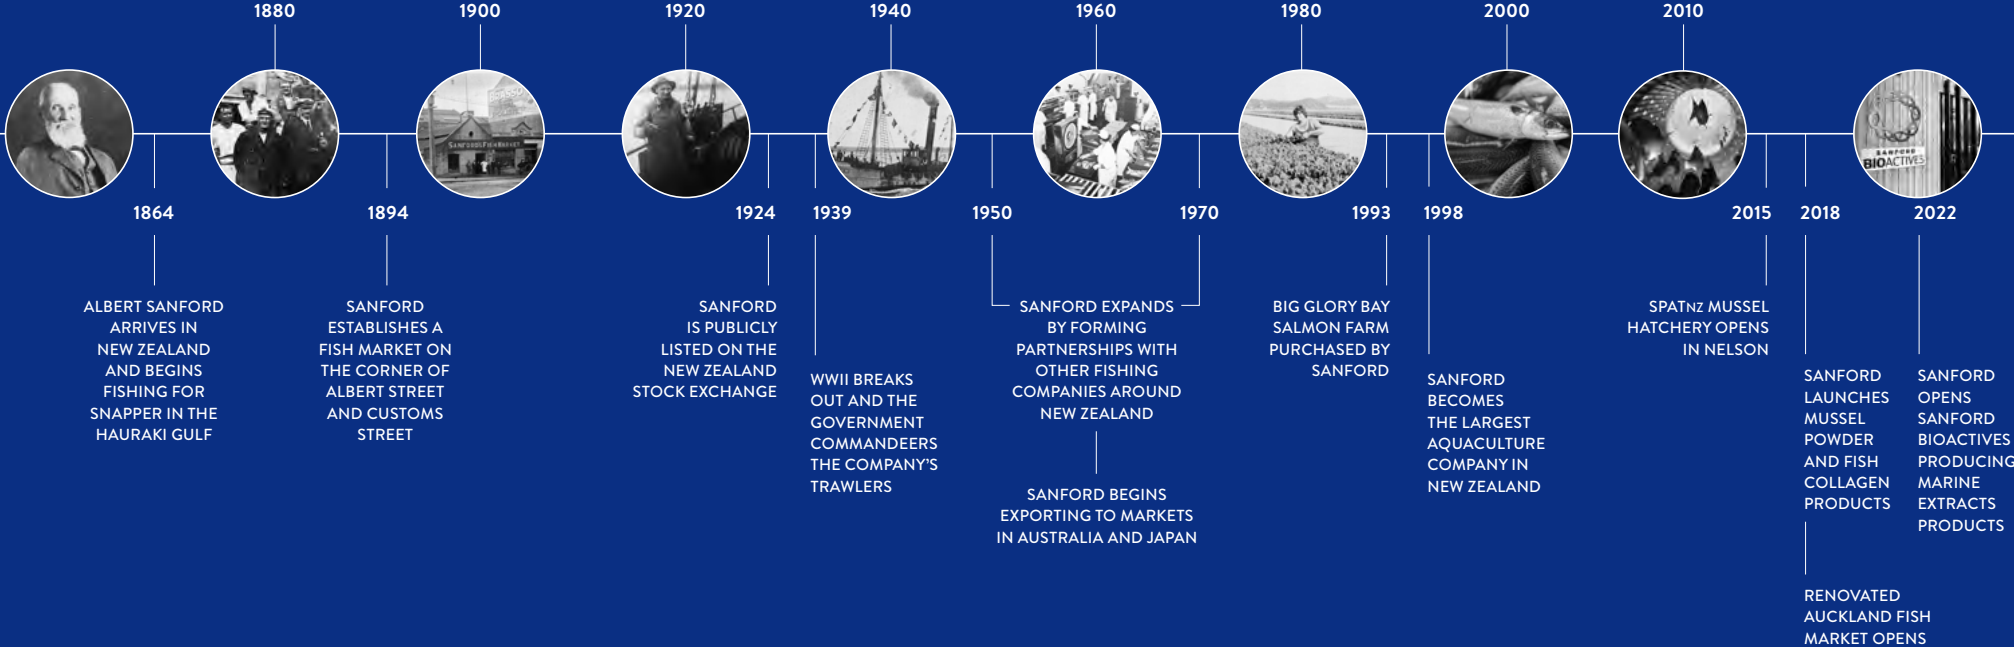 1880
1900
1920
1940
1960
1980
2000
2010
SANFORDS FISH MARKET
SANFORD
BIOACTIVES
1864
1894
1924
1939
1950
1970
1993
1998
2015
2018
2022
ALBERT SANFORD
ARRIVES IN
NEW ZEALAND
AND BEGINS
FISHING FOR
SNAPPER IN THE
HAURAKI GULF
SANFORD
ESTABLISHES A
FISH MARKET ON
THE CORNER OF
ALBERT STREET
AND CUSTOMS
STREET
SANFORD
IS PUBLICLY
LISTED ON THE
NEW ZEALAND
STOCK EXCHANGE
WWII BREAKS
OUT AND THE
GOVERNMENT
COMMANDEERS
THE COMPANY'S
TRAWLERS
SANFORD EXPANDS
BY FORMING
PARTNERSHIPS WITH
OTHER FISHING
COMPANIES AROUND
NEW ZEALAND
SANFORD BEGINS
EXPORTING TO MARKETS
IN AUSTRALIA AND JAPAN
BIG GLORY BAY
SALMON FARM
PURCHASED BY
SANFORD
SANFORD
BECOMES
THE LARGEST
AQUACULTURE
COMPANY IN
NEW ZEALAND
SPATNZ MUSSEL
HATCHERY OPENS
IN NELSON
SANFORD
LAUNCHES
MUSSEL
POWDER
AND FISH
COLLAGEN
PRODUCTS
RENOVATED
AUCKLAND FISH
MARKET OPENS
SANFORD
OPENS
SANFORD
BIOACTIVES
PRODUCING
MARINE
EXTRACTS
PRODUCTS